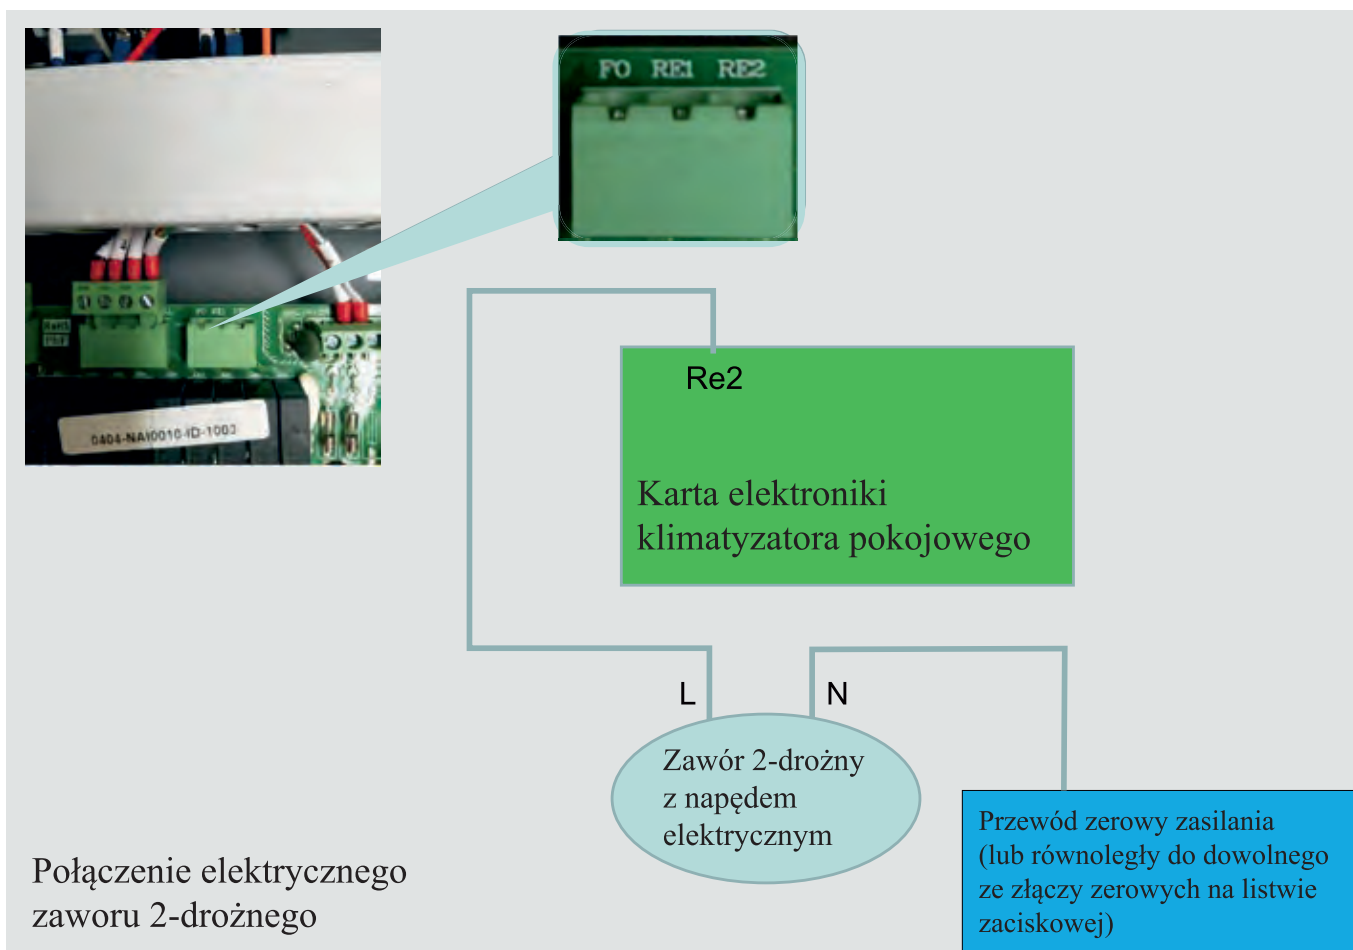 FO RE1 RE2
0404-NAI0010-ID-1003
Re2
Karta elektroniki
klimatyzatora pokojowego
L
N
Zawór 2-drożny
z napędem
elektrycznym
Przewód zerowy zasilania
(lub równoległy do dowolnego
ze złączy zerowych na listwie
zaciskowej)
Połączenie elektrycznego
zaworu 2-drożnego